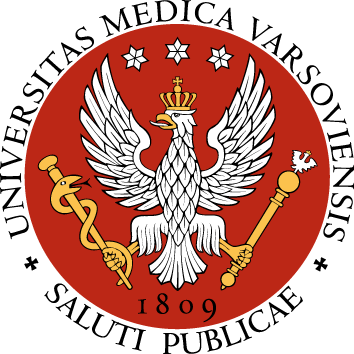 UNIVERSITAS MEDICA VARSOVIENSIS
1809
SALUTI PUBLICAE